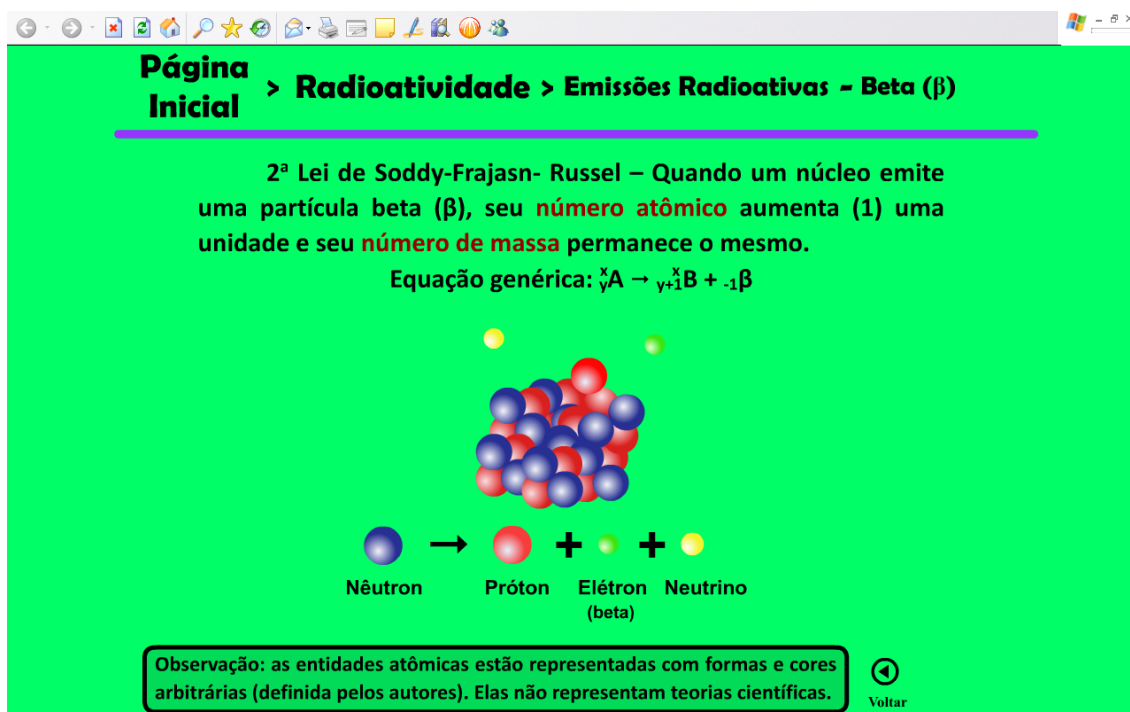 Página Inicial > Radioatividade > Emissões Radioativas - Beta (β)
2ª Lei de Soddy-Frajasn- Russel – Quando um núcleo emite
uma partícula beta (β), seu número atômico aumenta (1) uma
unidade e seu número de massa permanece o mesmo.
Equação genérica: ˣᵧA → ᵧ₊₁ˣB + ₋₁β
Nêutron → Próton + Elétron (beta) + Neutrino
Observação: as entidades atômicas estão representadas com formas e cores
arbitrárias (definida pelos autores). Elas não representam teorias científicas.
Voltar